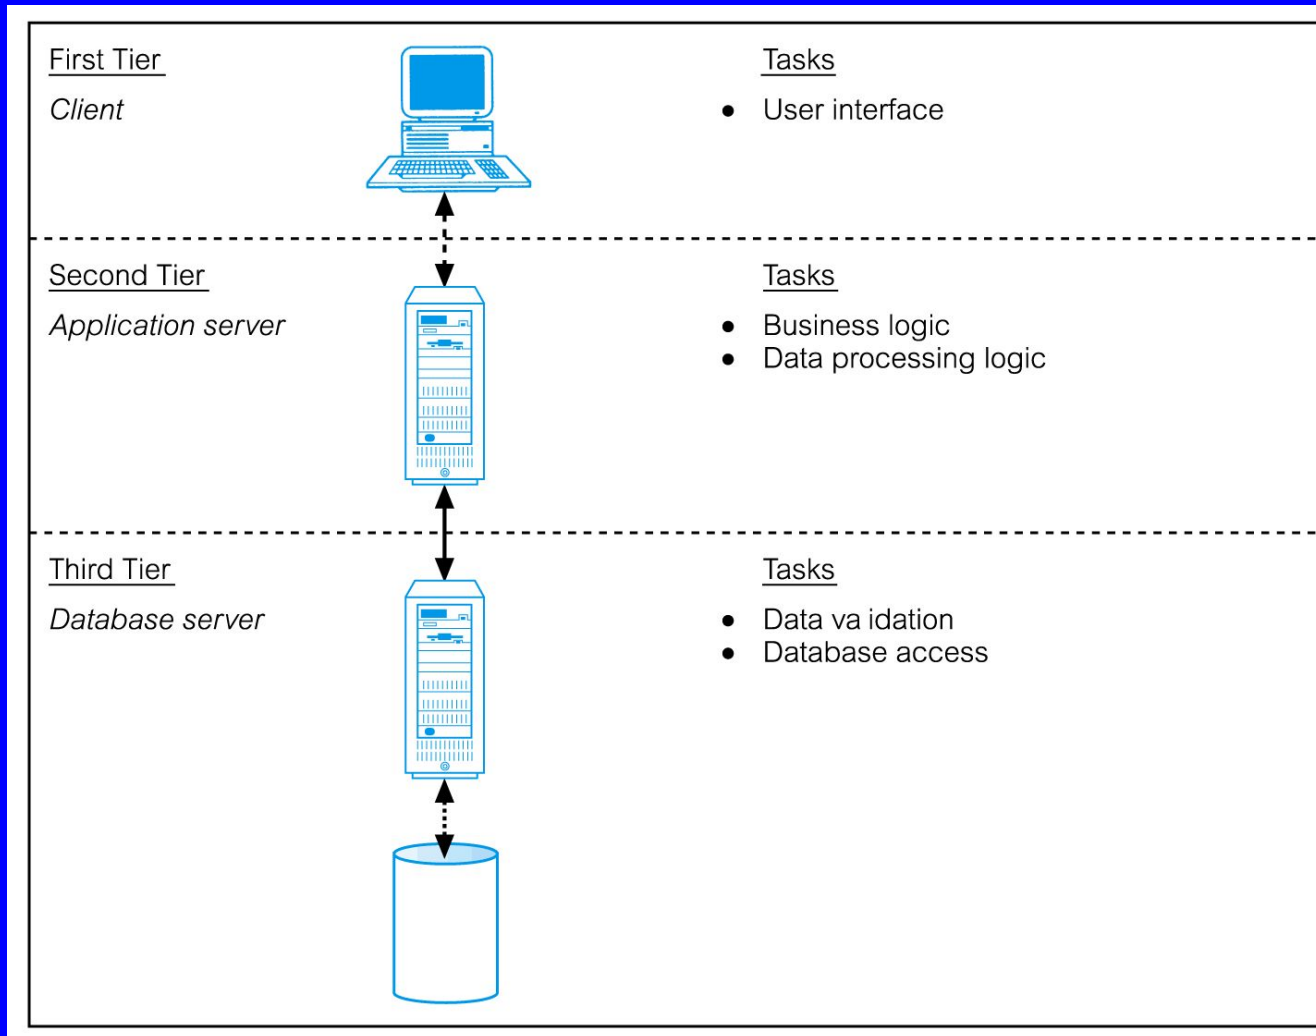 First Tier
Tasks
Client
● User interface
Second Tier
Tasks
Application server
● Business logic
● Data processing logic
Third Tier
Tasks
Database server
● Data va idation
● Database access